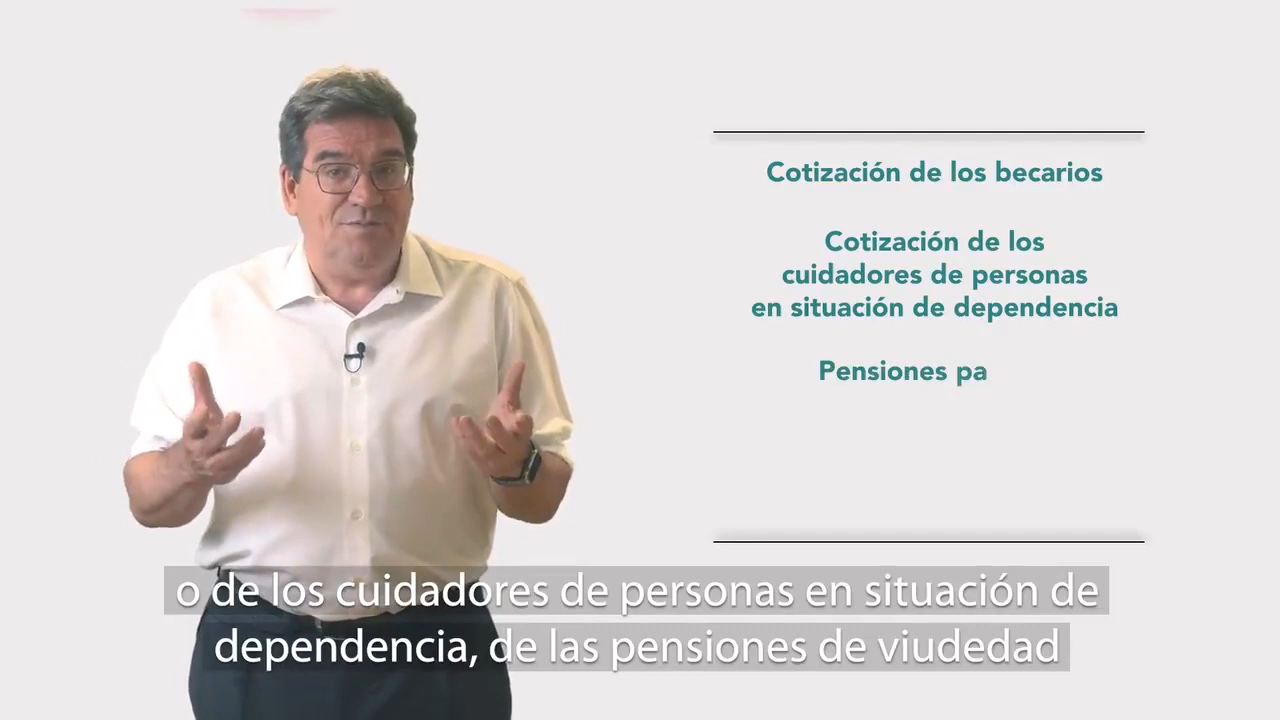 Cotización de los becarios
Cotización de los
cuidadores de personas
en situación de dependencia
Pensiones pa
o de los cuidadores de personas en situación de
dependencia, de las pensiones de viudedad